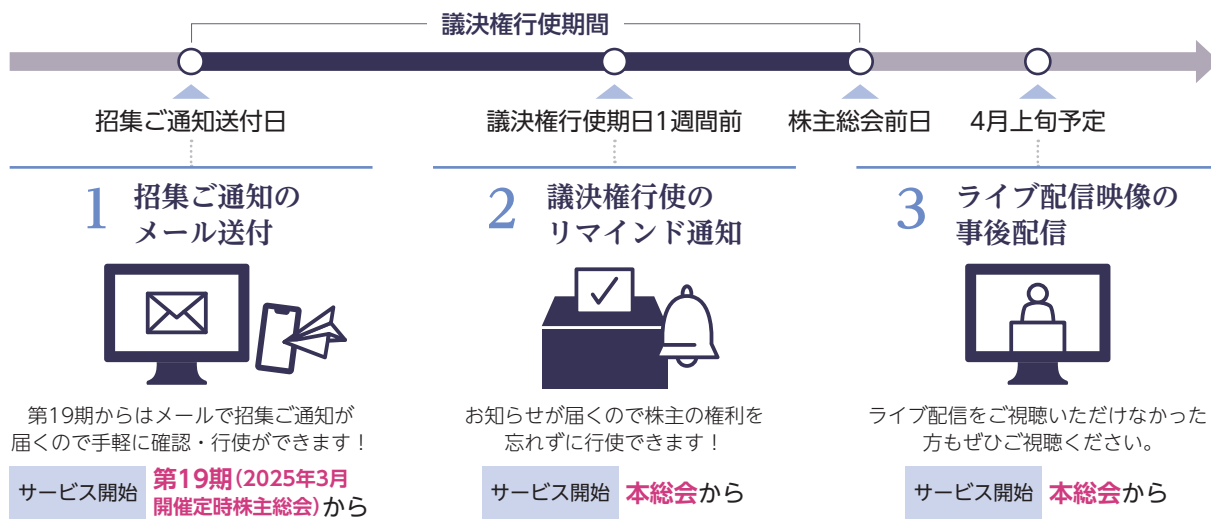 議決権行使期間
招集ご通知送付日
議決権行使期日1週間前
株主総会前日
4月上旬予定
1
招集ご通知の
メール送付
第19期からはメールで招集ご通知が
届くので手軽に確認・行使ができます！
サービス開始
第19期(2025年3月
開催定時株主総会)から
2
議決権行使の
リマインド通知
お知らせが届くので株主の権利を
忘れずに行使できます！
サービス開始 本総会から
3
ライブ配信映像の
事後配信
ライブ配信をご視聴いただけなかった
方もぜひご視聴ください。
サービス開始 本総会から